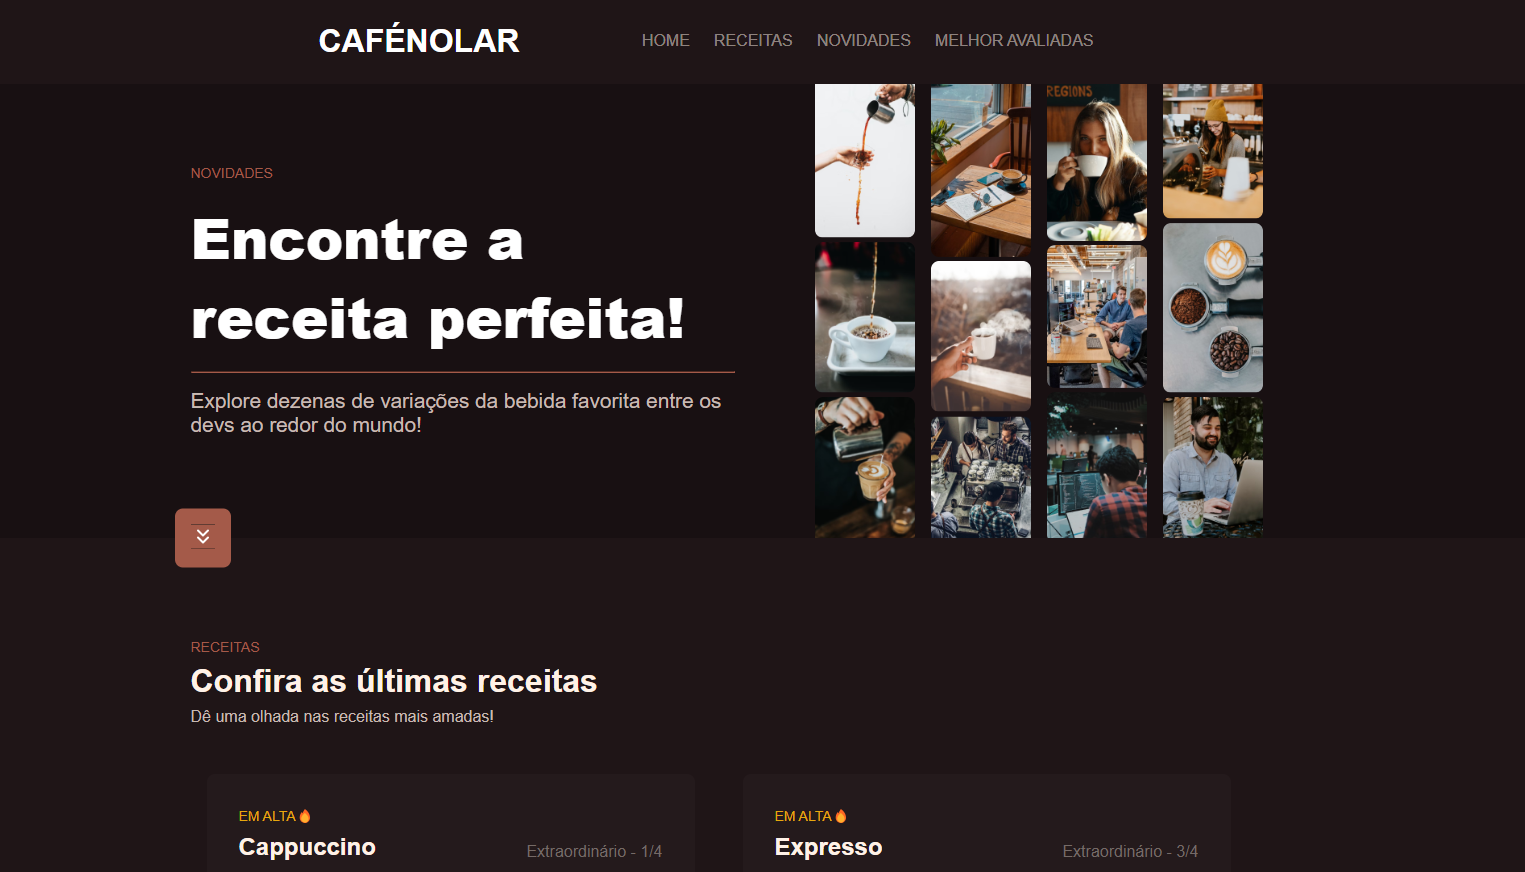 CAFÉNOLAR
HOME RECEITAS NOVIDADES MELHOR AVALIADAS
REGIONS
NOVIDADES
Encontre a
receita perfeita!
Explore dezenas de variações da bebida favorita entre os
devs ao redor do mundo!
RECEITAS
Confira as últimas receitas
Dê uma olhada nas receitas mais amadas!
EM ALTA
Cappuccino
Extraordinário - 1/4
EM ALTA
Expresso
Extraordinário - 3/4